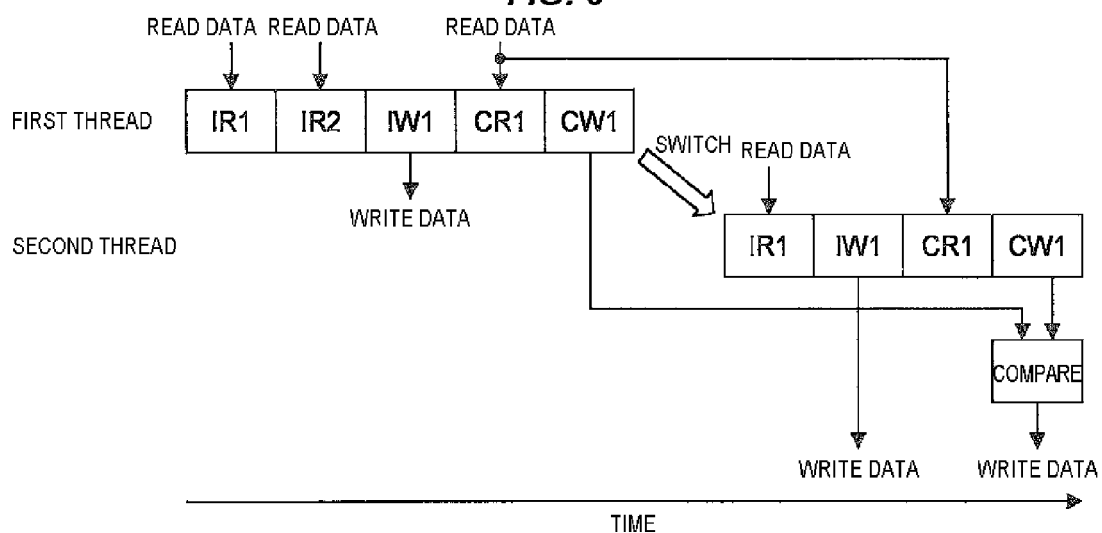 READ DATA READ DATA READ DATA
FIRST THREAD IR1 IR2 IW1 CR1 CW1
SWITCH READ DATA
WRITE DATA
SECOND THREAD IR1 IW1 CR1 CW1
COMPARE
WRITE DATA WRITE DATA
TIME